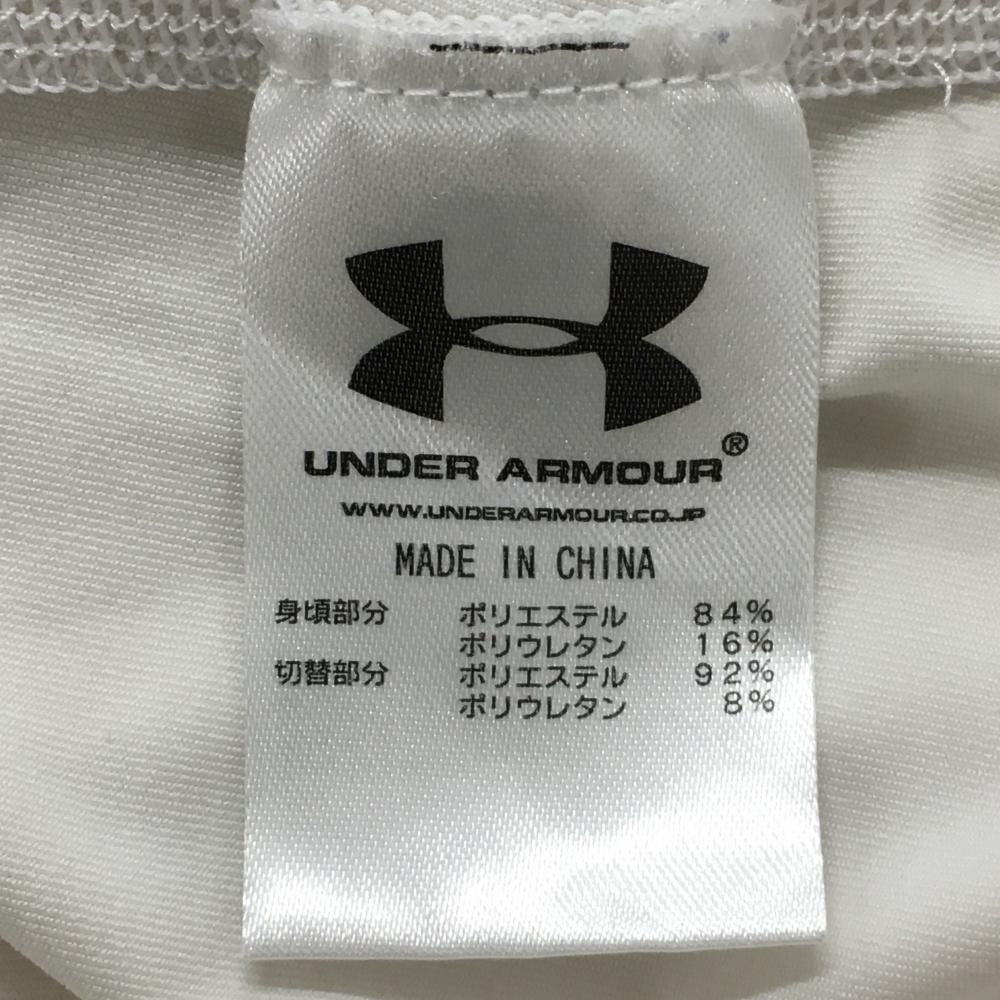 UNDER ARMOUR®
WWW.UNDERARMOUR.CO.JP
MADE IN CHINA
身頃部分 ポリエステル 84%
ポリウレタン 16%
切替部分 ポリエステル 92%
ポリウレタン 8%